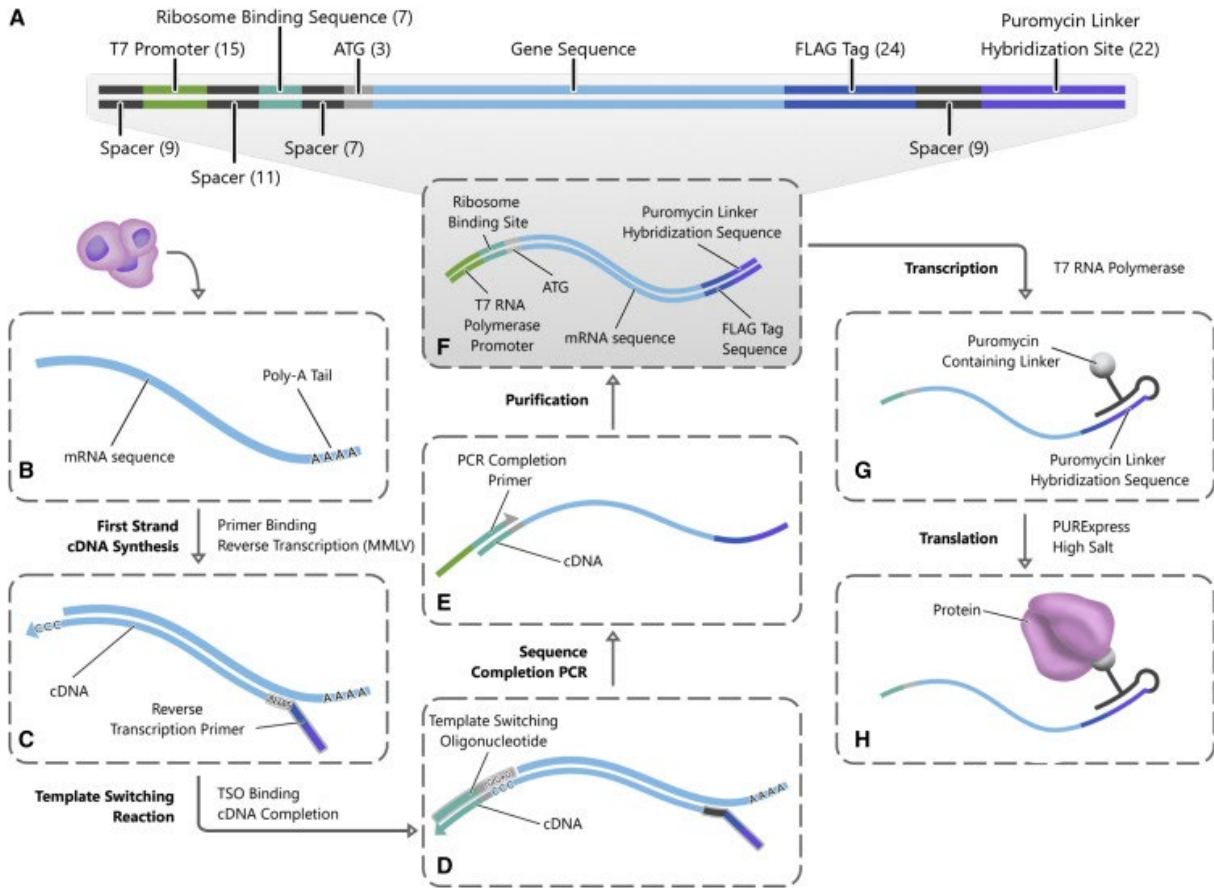 A
Ribosome Binding Sequence (7)
T7 Promoter (15)
ATG (3)
Gene Sequence
FLAG Tag (24)
Puromycin Linker
Hybridization Site (22)
Spacer (9)
Spacer (11)
Spacer (7)
Spacer (9)
B
mRNA sequence
Poly-A Tail
AAAA
First Strand
cDNA Synthesis
Primer Binding
Reverse Transcription (MMLV)
C
CCC
cDNA
Reverse
Transcription Primer
AAAA
Template Switching
Reaction
TSO Binding
cDNA Completion
D
Template Switching
Oligonucleotide
CCC
cDNA
AAAA
Sequence
Completion PCR
E
PCR Completion
Primer
cDNA
Purification
F
Ribosome
Binding Site
ATG
T7 RNA
Polymerase
Promoter
mRNA sequence
Puromycin Linker
Hybridization Sequence
FLAG Tag
Sequence
Transcription
T7 RNA Polymerase
G
Puromycin
Containing Linker
Puromycin Linker
Hybridization Sequence
Translation
PURExpress
High Salt
H
Protein